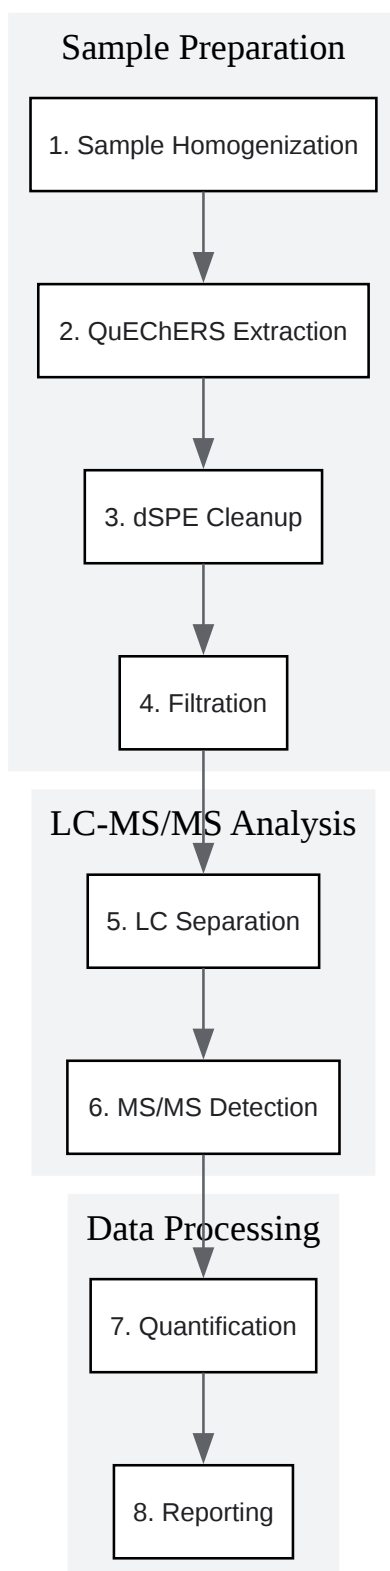 Sample Preparation
1. Sample Homogenization
2. QuEChERS Extraction
3. dSPE Cleanup
4. Filtration
LC-MS/MS Analysis
5. LC Separation
6. MS/MS Detection
Data Processing
7. Quantification
8. Reporting